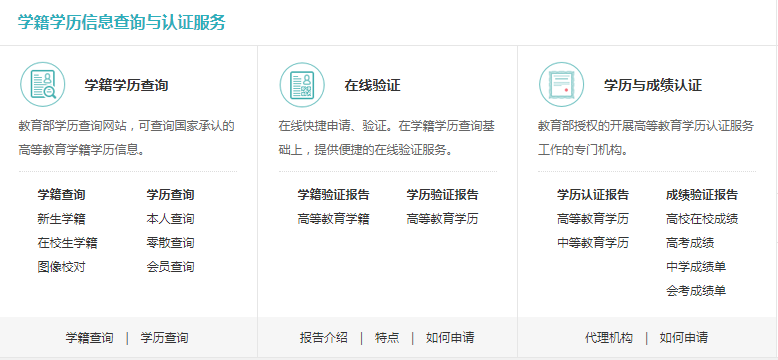 学籍学历信息查询与认证服务
学籍学历查询
教育部学历查询网站，可查询国家承认的
高等教育学籍学历信息。
学籍查询 学历查询
新生学籍 本人查询
在校生学籍 零散查询
图像校对 会员查询
学籍查询 | 学历查询
在线验证
在线快捷申请、验证。在学籍学历查询基
础上，提供便捷的在线验证服务。
学籍验证报告 学历验证报告
高等教育学籍 高等教育学历
报告介绍 | 特点 | 如何申请
学历与成绩认证
教育部授权的开展高等教育学历认证服务
工作的专门机构。
学历认证报告 成绩验证报告
高等教育学历 高校在校成绩
中等教育学历 高考成绩
中学成绩单
会考成绩单
代理机构 | 如何申请